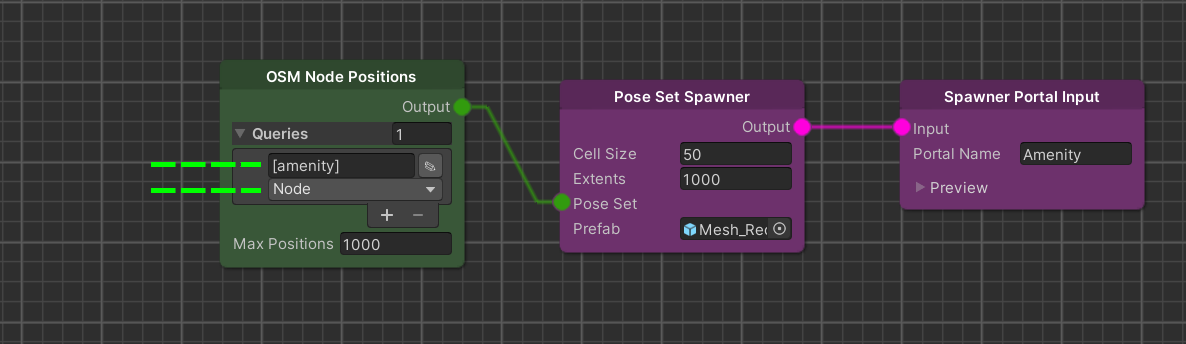 OSM Node Positions
Output
Queries 1
[amenity]
Node
+ −
Max Positions 1000
Pose Set Spawner
Output
Cell Size 50
Extents 1000
Pose Set
Prefab Mesh_Rec
Spawner Portal Input
Input
Portal Name Amenity
Preview